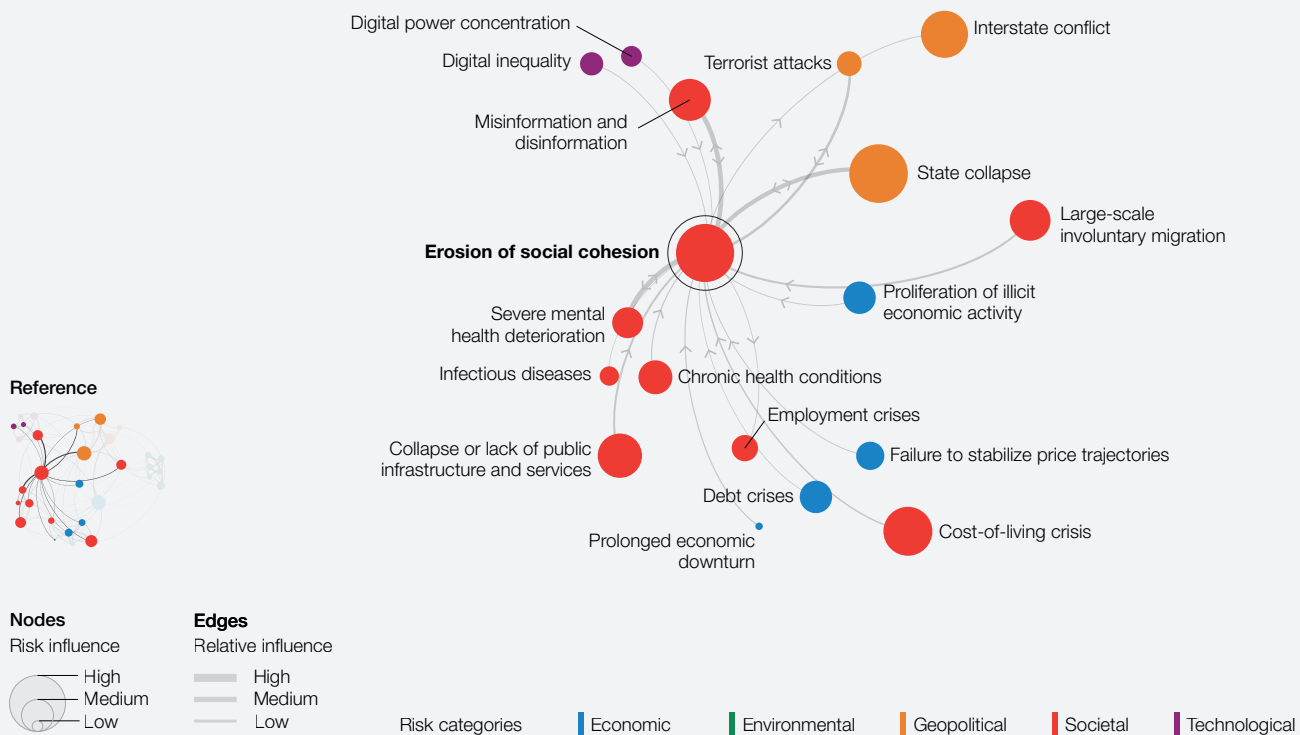 Digital power concentration
Interstate conflict
Digital inequality
Terrorist attacks
Misinformation and
disinformation
State collapse
Large-scale
involuntary migration
Erosion of social cohesion
Proliferation of illicit
economic activity
Severe mental
health deterioration
Infectious diseases
Chronic health conditions
Employment crises
Collapse or lack of public
infrastructure and services
Failure to stabilize price trajectories
Debt crises
Cost-of-living crisis
Prolonged economic
downturn
Reference
Nodes
Risk influence
High
Medium
Low
Edges
Relative influence
High
Medium
Low
Risk categories
Economic
Environmental
Geopolitical
Societal
Technological